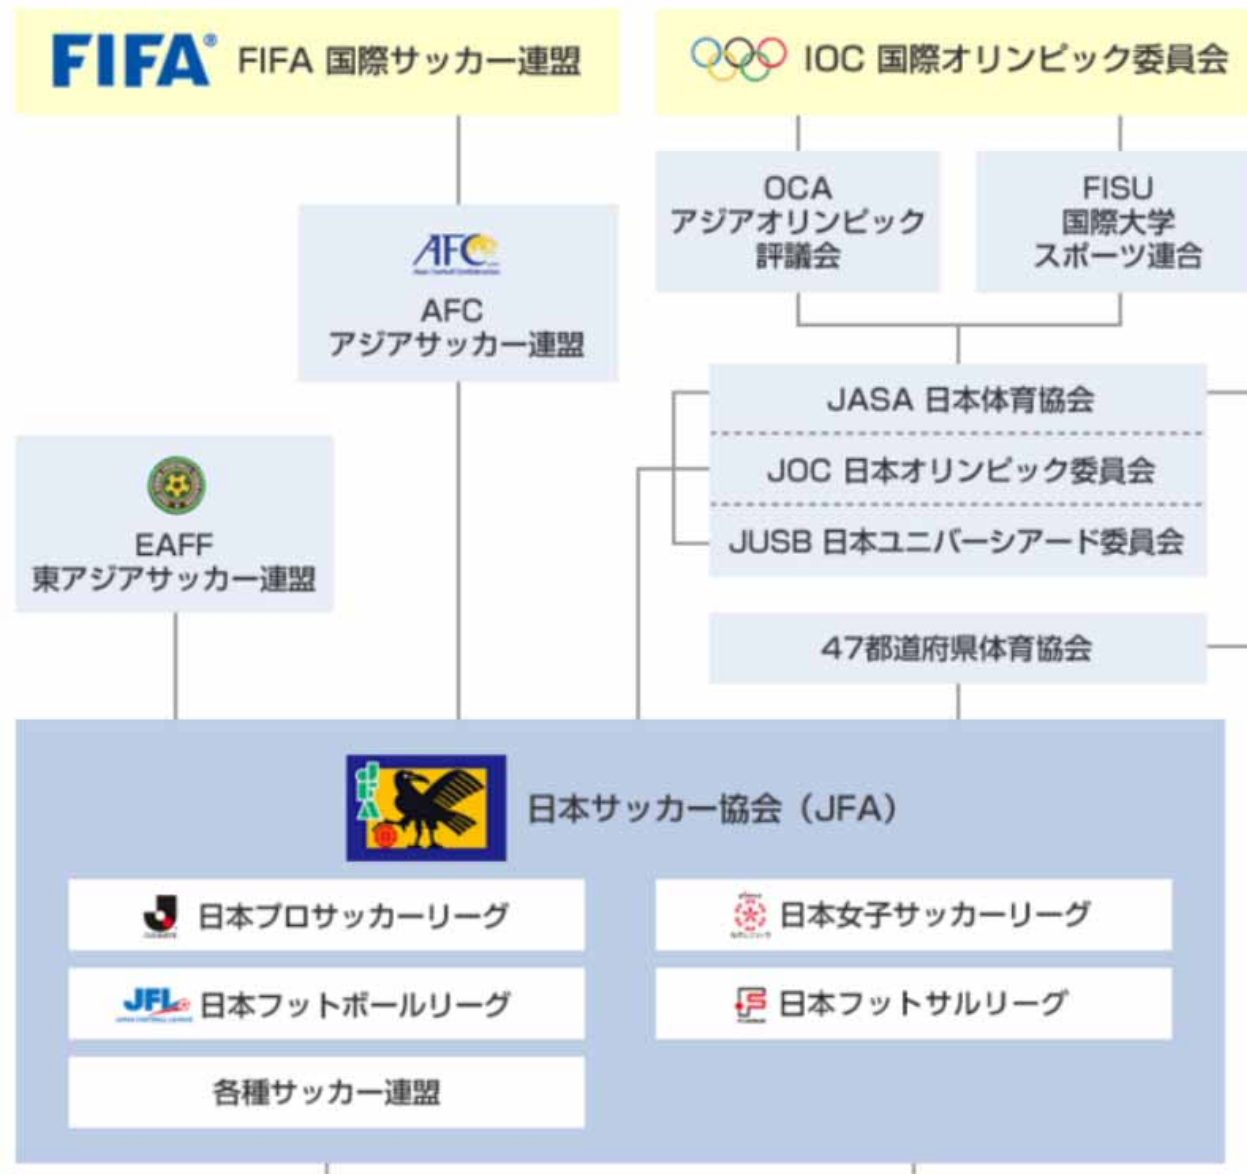 FIFA® FIFA 国際サッカー連盟
IOC 国際オリンピック委員会
OCA
アジアオリンピック
評議会
FISU
国際大学
スポーツ連合
AFC
AFC
アジアサッカー連盟
JASA 日本体育協会
JOC 日本オリンピック委員会
JUSB 日本ユニバーシアード委員会
EAFF
東アジアサッカー連盟
47都道府県体育協会
JFA
日本サッカー協会（JFA）
J 日本プロサッカーリーグ
日本女子サッカーリーグ
JFL 日本フットボールリーグ
F 日本フットサルリーグ
各種サッカー連盟